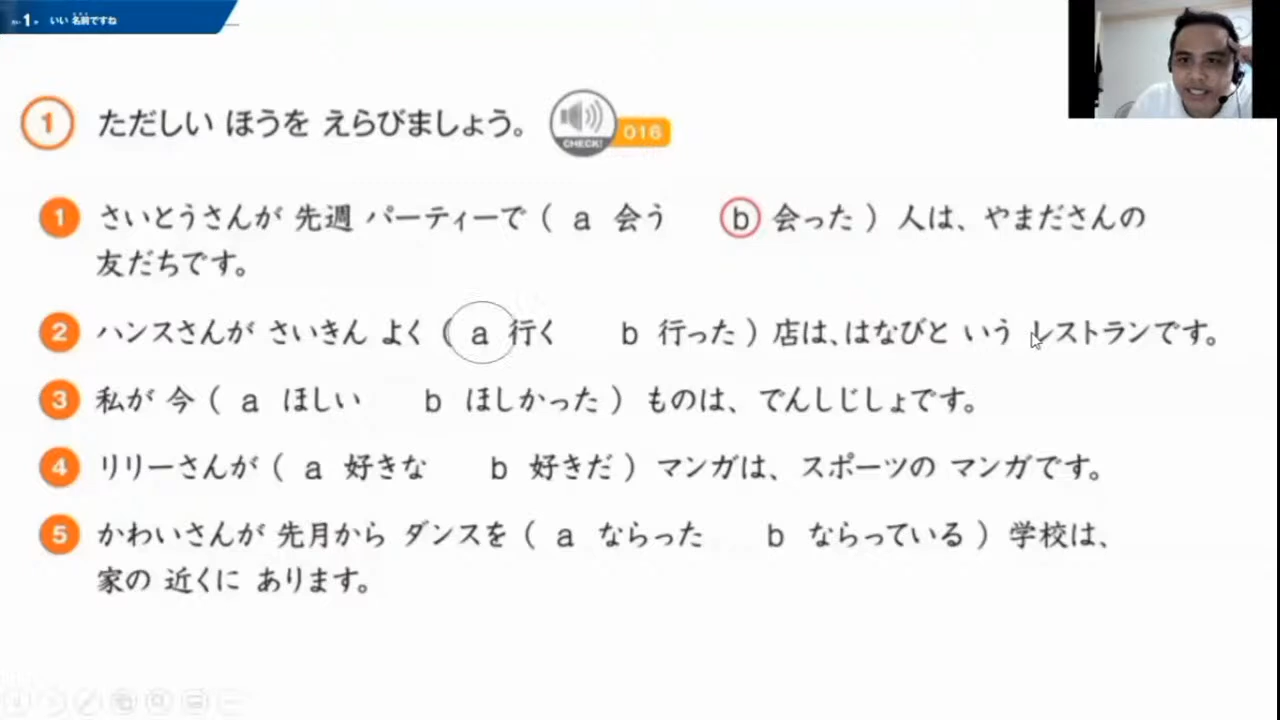 だい1か いい名前ですね
1 ただしい ほうを えらびましょう。 CHECK! 016
1 さいとうさんが 先週 パーティーで ( a 会う b 会った ) 人は、やまださんの
友だちです。
2 ハンスさんが さいきん よく ( a 行く b 行った ) 店は、はなびと いう レストランです。
3 私が 今 ( a ほしい b ほしかった ) ものは、でんしじしょです。
4 リリーさんが ( a 好きな b 好きだ ) マンガは、スポーツの マンガです。
5 かわいさんが 先月から ダンスを ( a ならった b ならっている ) 学校は、
家の 近くに あります。